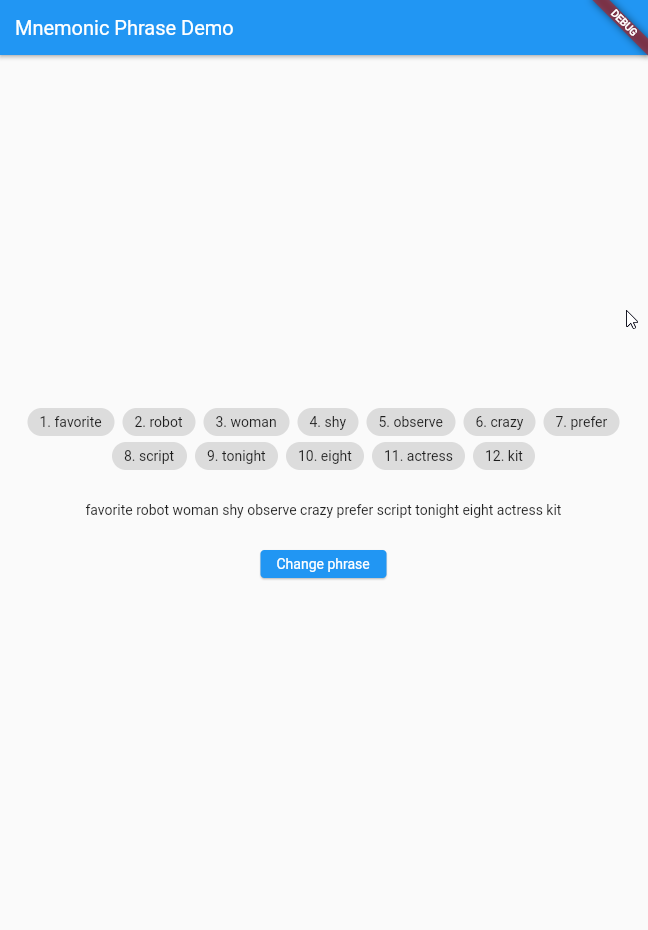 Mnemonic Phrase Demo
DEBUG
1. favorite 2. robot 3. woman 4. shy 5. observe 6. crazy 7. prefer
8. script 9. tonight 10. eight 11. actress 12. kit
favorite robot woman shy observe crazy prefer script tonight eight actress kit
Change phrase